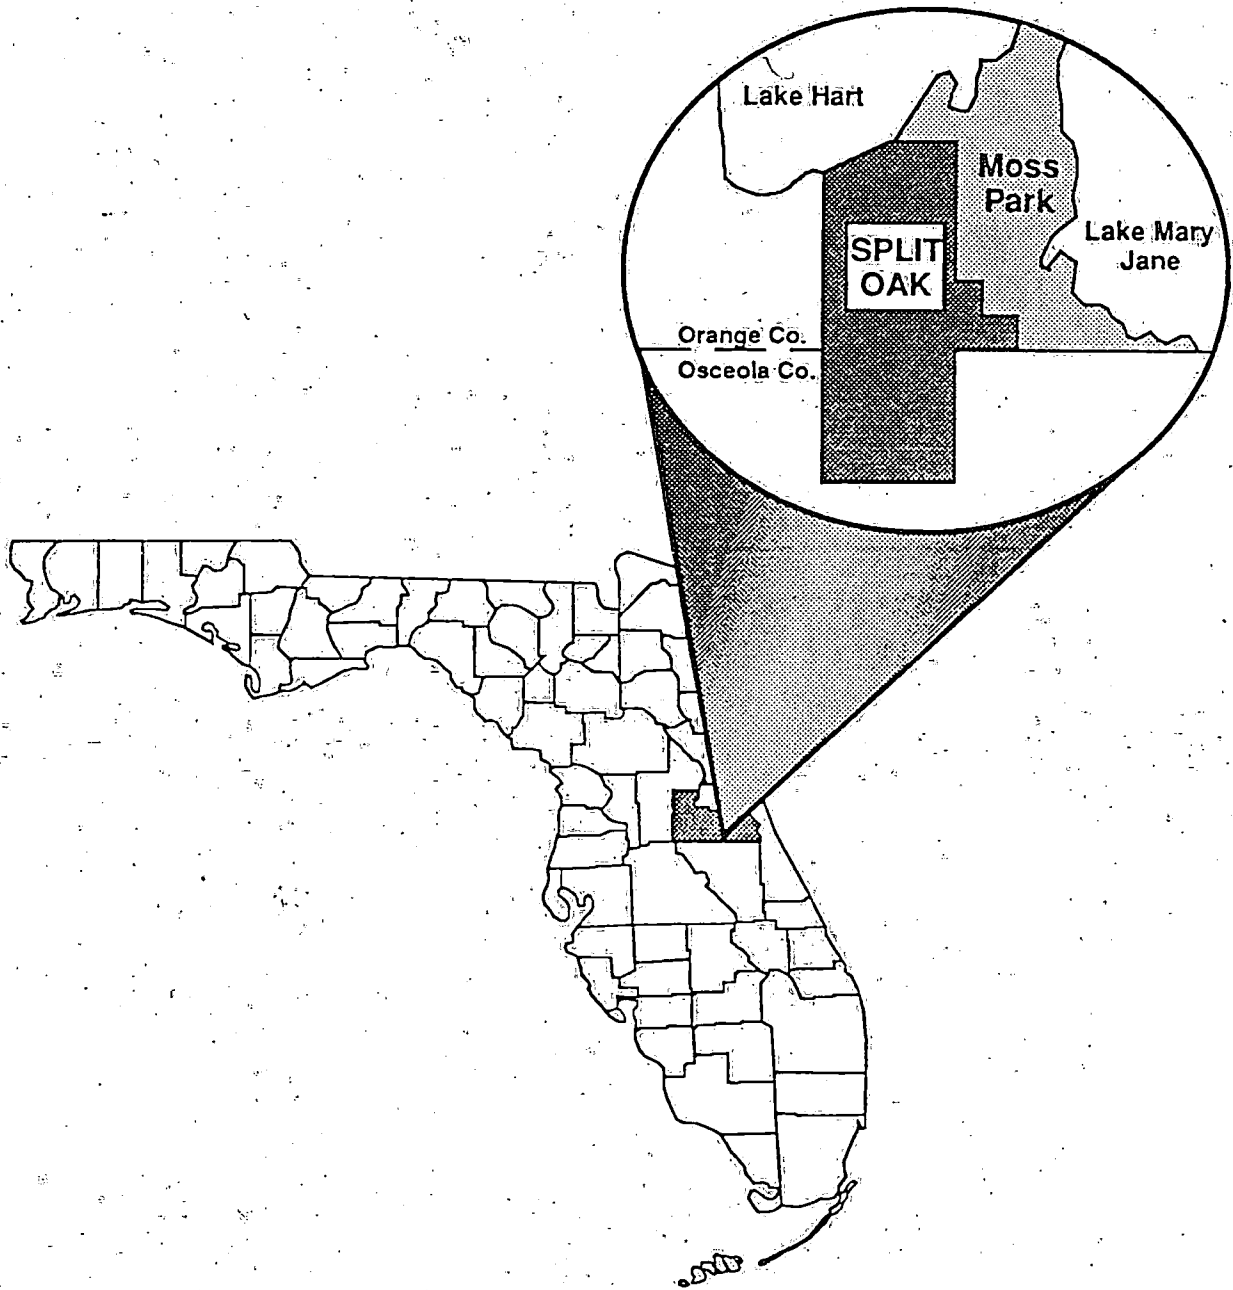 Lake Hart
Moss
Park
Lake Mary
Jane
SPLIT
OAK
Orange Co.
Osceola Co.